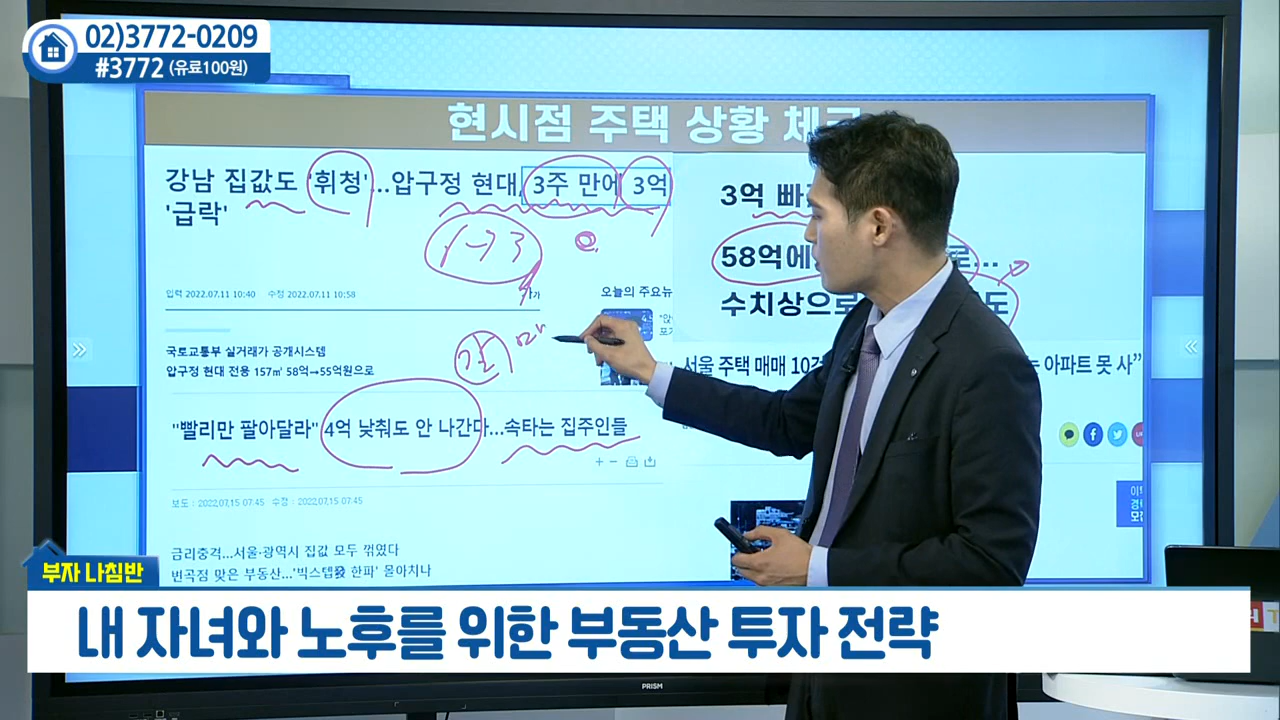 02)3772-0209
#3772 (유료100원)
현시점 주택 상황
강남 집값도 '휘청'...압구정 현대, 3주 만에 3억
'급락'
입력 2022.07.11 10:40 수정 2022.07.11 10:58
국토교통부 실거래가 공개시스템
압구정 현대 전용 157㎡ 58억→55억원으로
오늘의 주요뉴
3억
58억에
수치상으로
서울 주택 매매 10건
는 아파트 못 사"
"빨리만 팔아달라" 4억 낮춰도 안 나간다...속타는 집주인들
보도 : 2022.07.15 07:45 수정 : 2022.07.15 07:45
금리충격...서울·광역시 집값 모두 꺾였다
변곡점 맞은 부동산...'빅스텝發 한파' 몰아치나
부자 나침반
내 자녀와 노후를 위한 부동산 투자 전략
PRISM